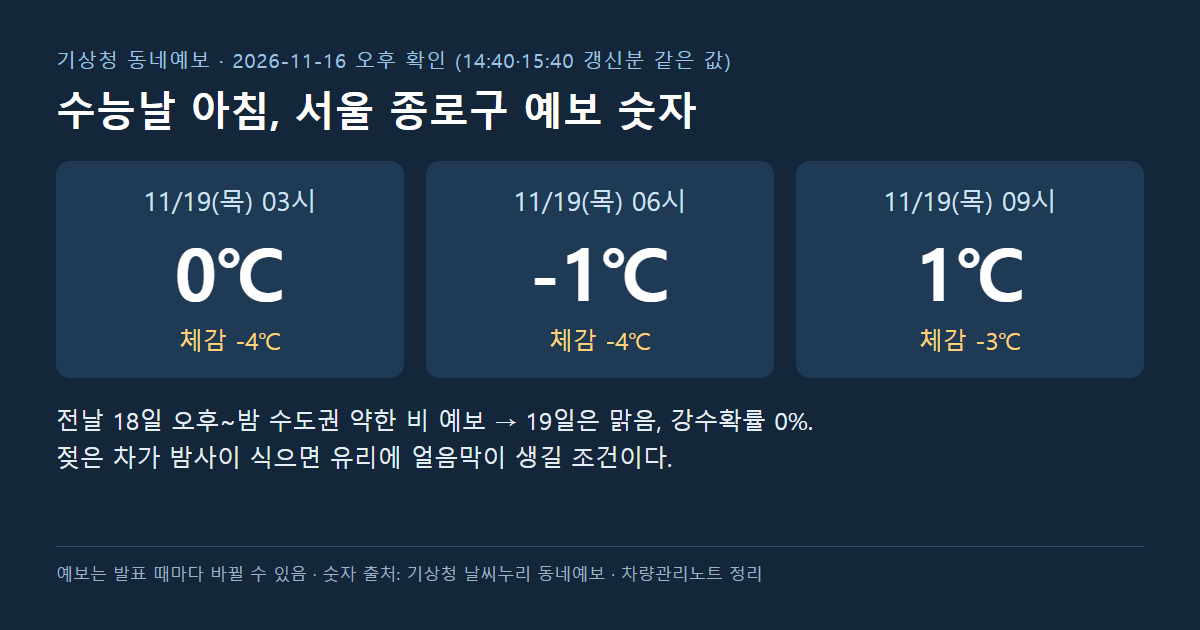 기상청 동네예보 · 2026-11-16 오후 확인 (14:40·15:40 갱신분 같은 값)
수능날 아침, 서울 종로구 예보 숫자
11/19(목) 03시
0℃
체감 -4℃
11/19(목) 06시
-1℃
체감 -4℃
11/19(목) 09시
1℃
체감 -3℃
전날 18일 오후~밤 수도권 약한 비 예보 → 19일은 맑음, 강수확률 0%.
젖은 차가 밤사이 식으면 유리에 얼음막이 생길 조건이다.
예보는 발표 때마다 바뀔 수 있음 · 숫자 출처: 기상청 날씨누리 동네예보 · 차량관리노트 정리